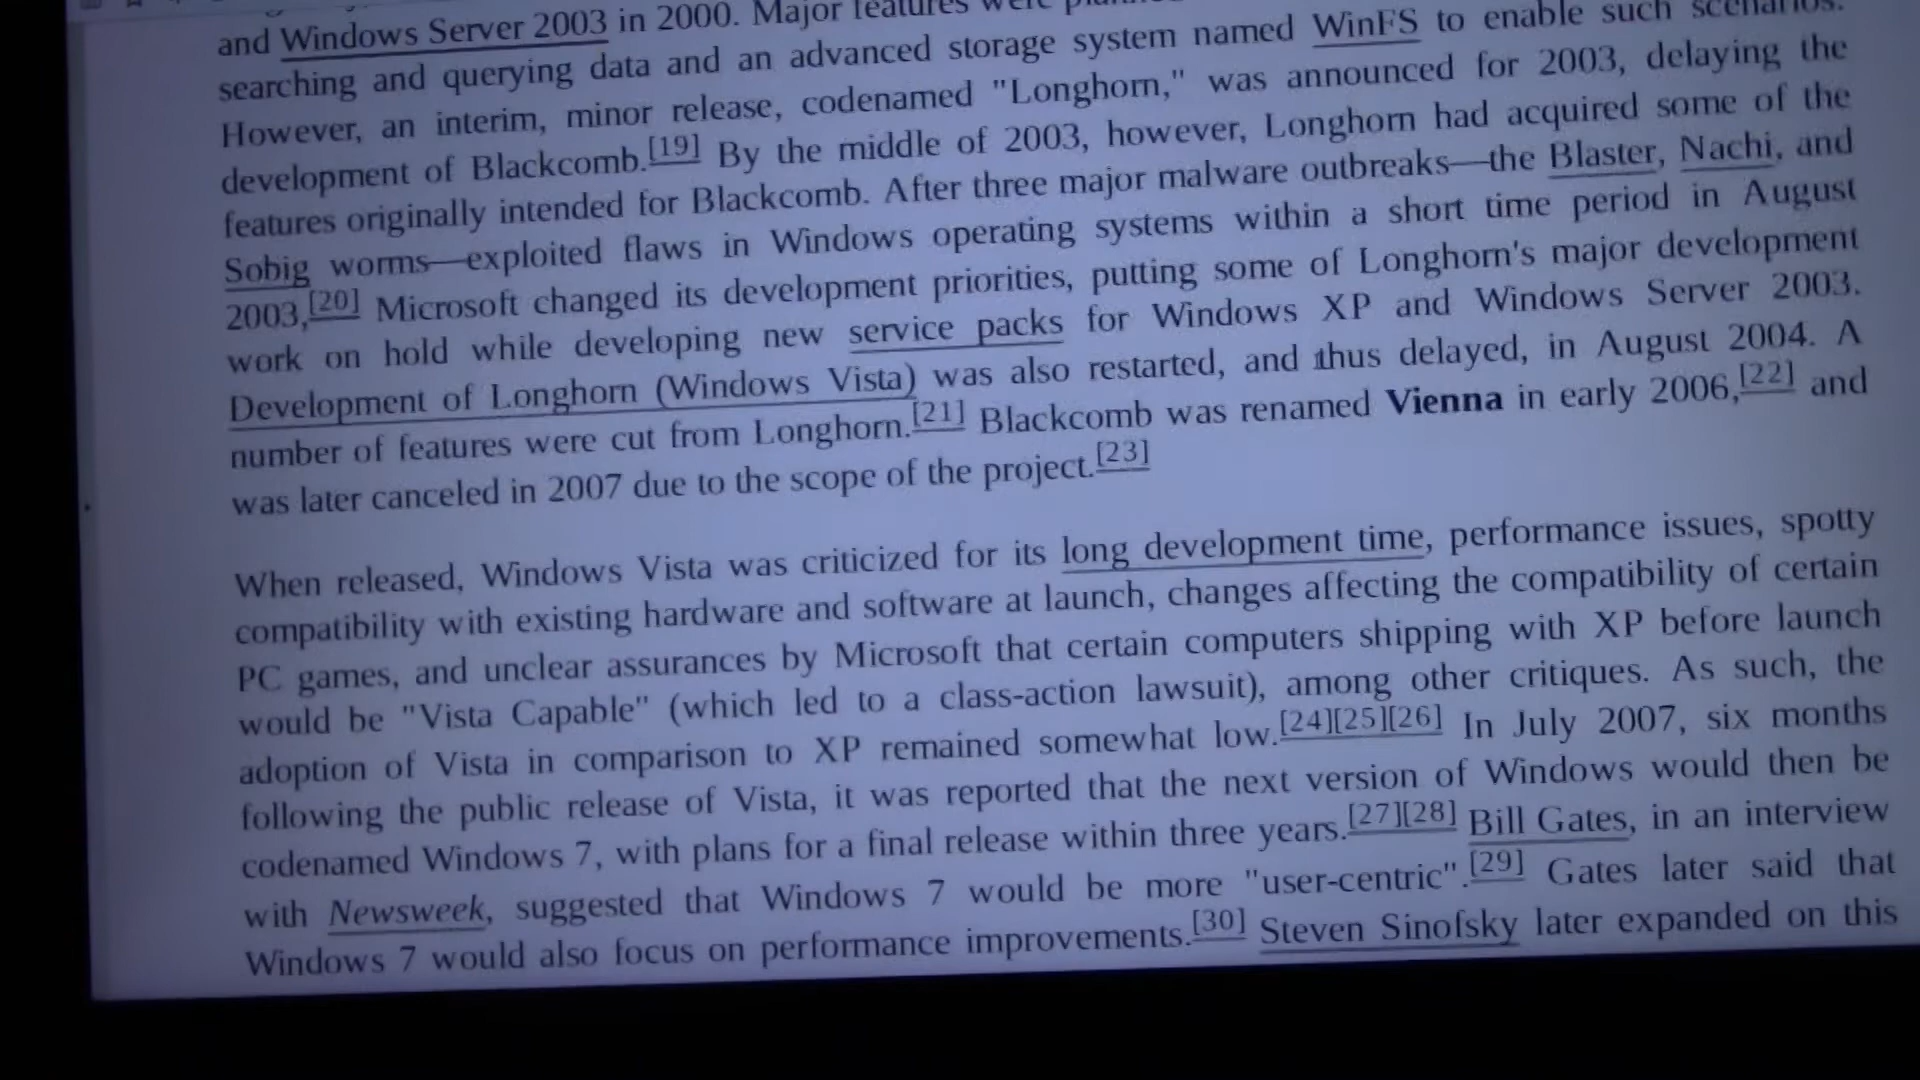 and Windows Server 2003 in 2000. Major features were
searching and querying data and an advanced storage system named WinFS to enable such scenarios.
However, an interim, minor release, codenamed "Longhorn," was announced for 2003, delaying the
development of Blackcomb.[19] By the middle of 2003, however, Longhorn had acquired some of the
features originally intended for Blackcomb. After three major malware outbreaks—the Blaster, Nachi, and
Sobig worms—exploited flaws in Windows operating systems within a short time period in August
2003,[20] Microsoft changed its development priorities, putting some of Longhorn's major development
work on hold while developing new service packs for Windows XP and Windows Server 2003.
Development of Longhorn (Windows Vista) was also restarted, and thus delayed, in August 2004. A
number of features were cut from Longhorn.[21] Blackcomb was renamed Vienna in early 2006,[22] and
was later canceled in 2007 due to the scope of the project.[23]
When released, Windows Vista was criticized for its long development time, performance issues, spotty
compatibility with existing hardware and software at launch, changes affecting the compatibility of certain
PC games, and unclear assurances by Microsoft that certain computers shipping with XP before launch
would be "Vista Capable" (which led to a class-action lawsuit), among other critiques. As such, the
adoption of Vista in comparison to XP remained somewhat low.[24][25][26] In July 2007, six months
following the public release of Vista, it was reported that the next version of Windows would then be
codenamed Windows 7, with plans for a final release within three years.[27][28] Bill Gates, in an interview
with Newsweek, suggested that Windows 7 would be more "user-centric".[29] Gates later said that
Windows 7 would also focus on performance improvements.[30] Steven Sinofsky later expanded on this